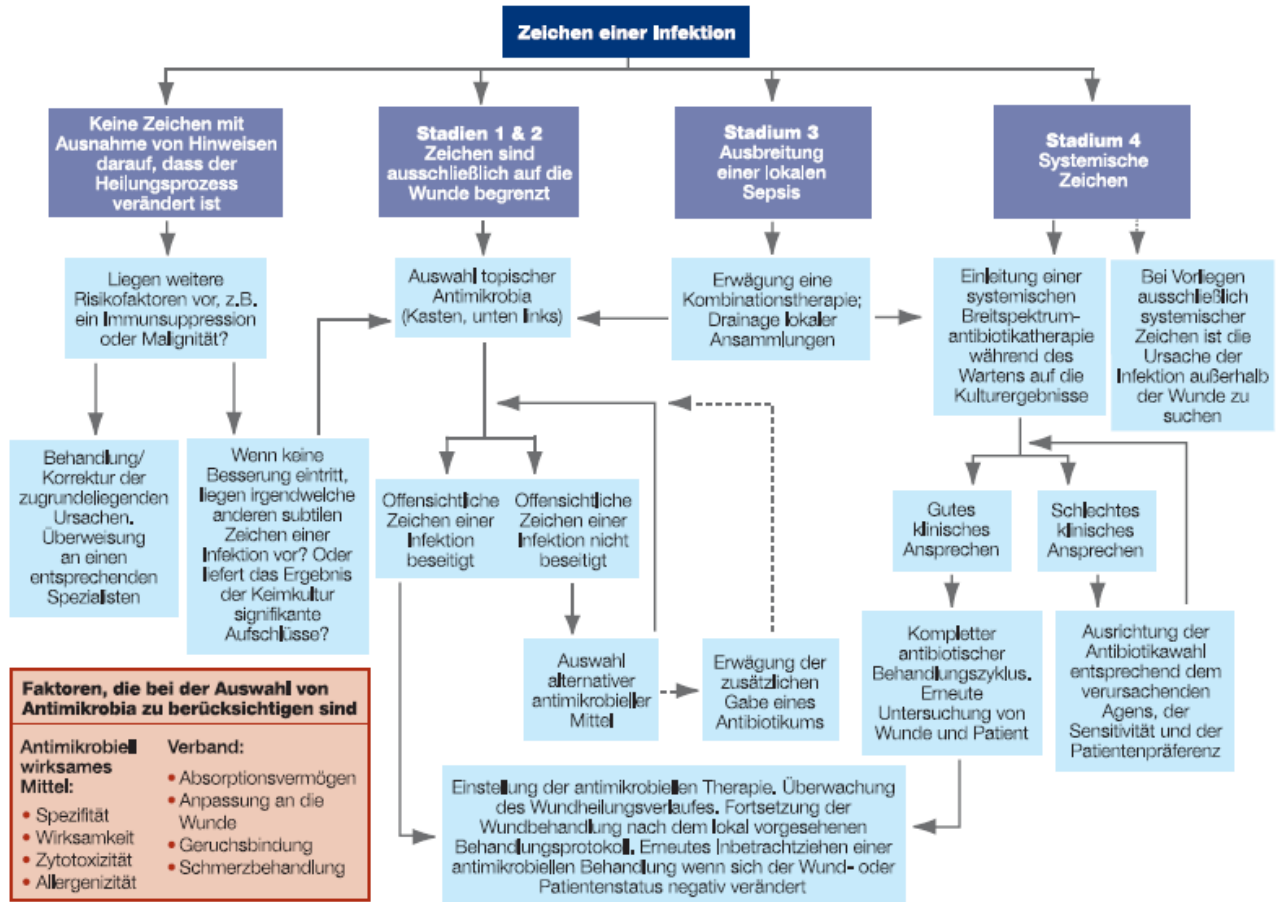 Zeichen einer Infektion
Keine Zeichen mit
Ausnahme von Hinweisen
darauf, dass der
Heilungsprozess
verändert ist
Stadien 1 & 2
Zeichen sind
ausschließlich auf die
Wunde begrenzt
Stadium 3
Ausbreitung
einer lokalen
Sepsis
Stadium 4
Systemische
Zeichen
Liegen weitere
Risikofaktoren vor, z.B.
ein Immunsuppression
oder Malignität?
Auswahl topischer
Antimikrobia
(Kasten, unten links)
Erwägung eine
Kombinationstherapie;
Drainage lokaler
Ansammlungen
Einleitung einer
systemischen
Breitspektrum-
antibiotikatherapie
während des
Wartens auf die
Kulturergebnisse
Bei Vorliegen
ausschließlich
systemischer
Zeichen ist die
Ursache der
Infektion außerhalb
der Wunde zu
suchen
Behandlung/
Korrektur der
zugrundeliegenden
Ursachen.
Überweisung
an einen
entsprechenden
Spezialisten
Wenn keine
Besserung eintritt,
liegen irgendwelche
anderen subtilen
Zeichen einer
Infektion vor? Oder
liefert das Ergebnis
der Keimkultur
signifikante
Aufschlüsse?
Offensichtliche
Zeichen einer
Infektion
beseitigt
Offensichtliche
Zeichen einer
Infektion nicht
beseitigt
Gutes
klinisches
Ansprechen
Schlechtes
klinisches
Ansprechen
Auswahl
alternativer
antimikrobieller
Mittel
Erwägung der
zusätzlichen
Gabe eines
Antibiotikums
Kompletter
antibiotischer
Behandlungszyklus.
Erneute
Untersuchung von
Wunde und Patient
Ausrichtung der
Antibiotikawahl
entsprechend dem
verursachenden
Agens, der
Sensitivität und der
Patientenpräferenz
Faktoren, die bei der Auswahl von
Antimikrobia zu berücksichtigen sind
Antimikrobiell
wirksames
Mittel:
• Spezifität
• Wirksamkeit
• Zytotoxizität
• Allergenizität
Verband:
• Absorptionsvermögen
• Anpassung an die
Wunde
• Geruchsbindung
• Schmerzbehandlung
Einstellung der antimikrobiellen Therapie. Überwachung
des Wundheilungsverlaufes. Fortsetzung der
Wundbehandlung nach dem lokal vorgesehenen
Behandlungsprotokoll. Erneutes Inbetrachtziehen einer
antimikrobiellen Behandlung wenn sich der Wund- oder
Patientenstatus negativ verändert